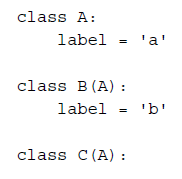 class A:
    label = 'a'

class B(A):
    label = 'b'

class C(A):